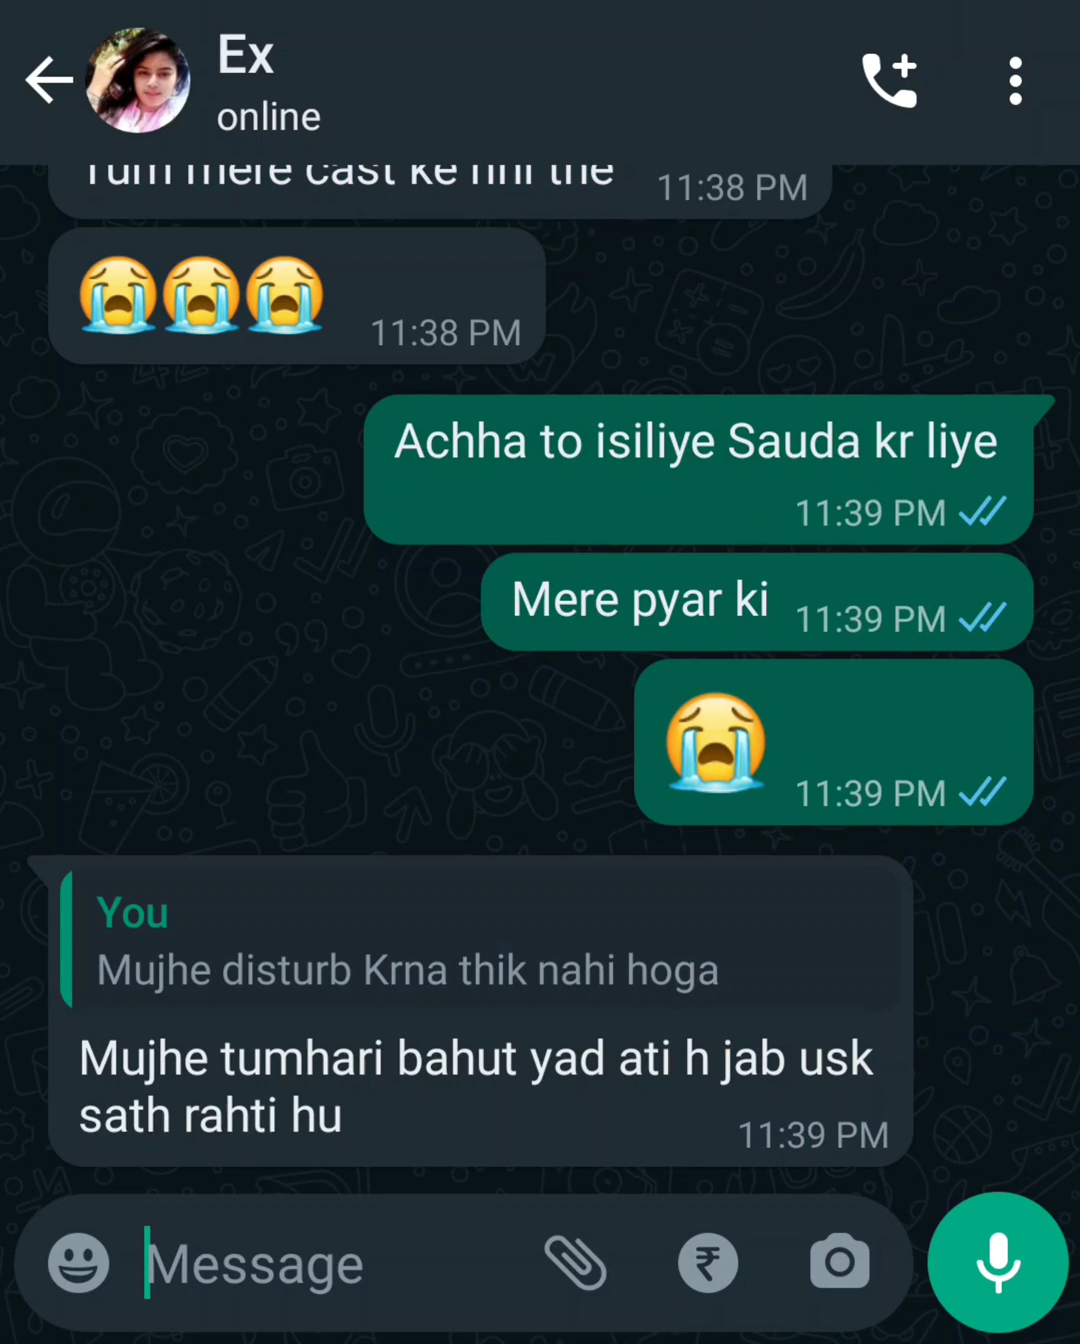 Ex
online
Tum mere cast ke nhi the 11:38 PM
😭😭😭 11:38 PM
Achha to isiliye Sauda kr liye
11:39 PM
Mere pyar ki 11:39 PM
😭 11:39 PM
You
Mujhe disturb Krna thik nahi hoga
Mujhe tumhari bahut yad ati h jab usk
sath rahti hu
11:39 PM
Message